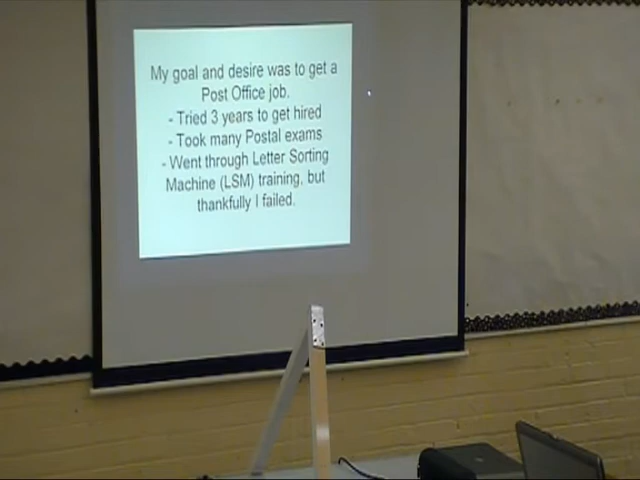 My goal and desire was to get a
Post Office job.
- Tried 3 years to get hired
- Took many Postal exams
- Went through Letter Sorting
Machine (LSM) training, but
thankfully I failed.